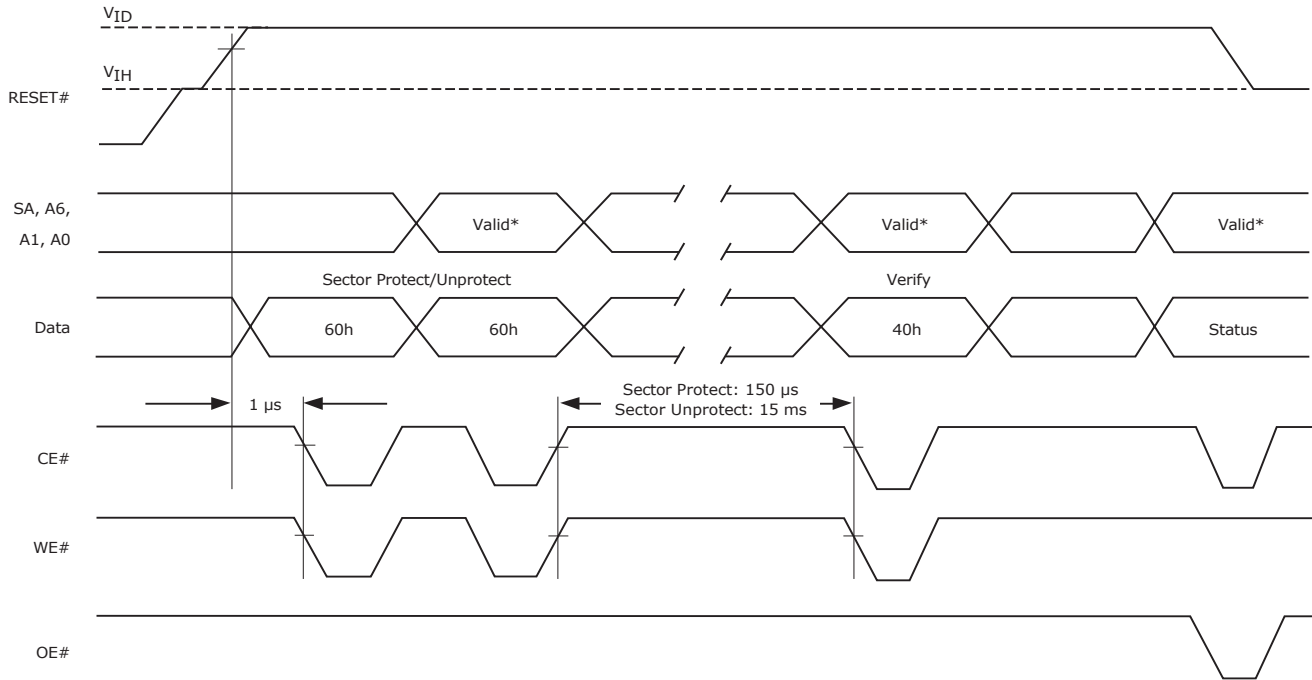 VID
VIH
RESET#
SA, A6,
A1, A0
Valid*
Valid*
Valid*
Sector Protect/Unprotect
Verify
Data
60h
60h
40h
Status
1 µs
Sector Protect: 150 µs
Sector Unprotect: 15 ms
CE#
WE#
OE#